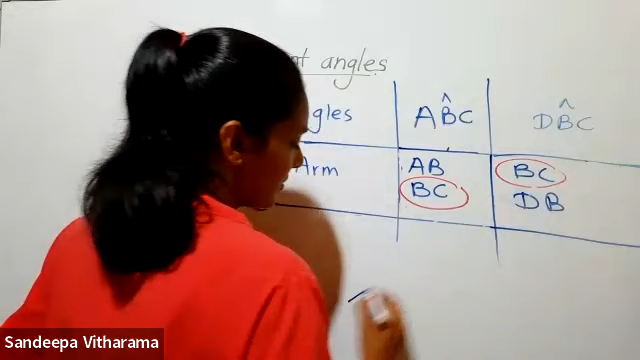 angles
gles AB̂C DB̂C
Arm AB BC
BC DB
Sandeepa Vitharama